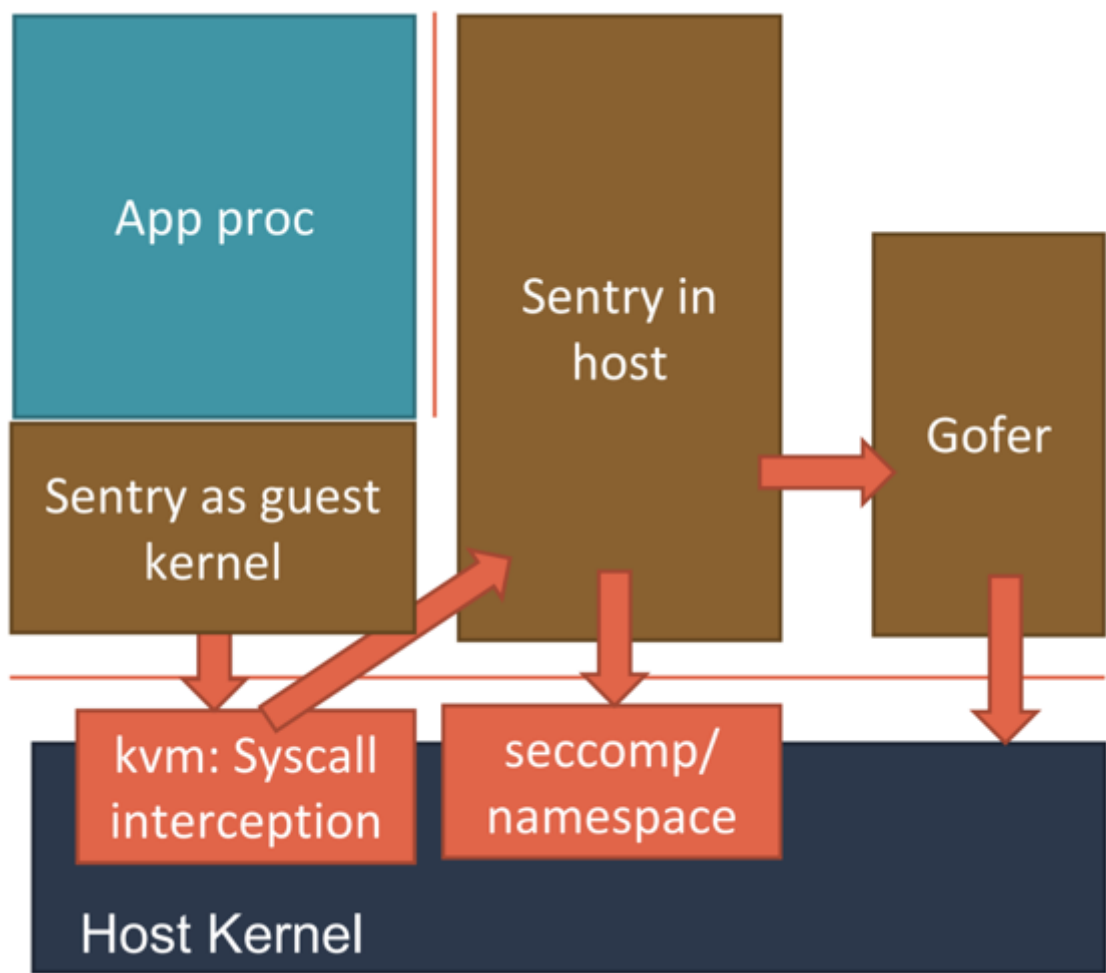 App proc
Sentry in
host
Gofer
Sentry as guest
kernel
kvm: Syscall
interception
seccomp/
namespace
Host Kernel